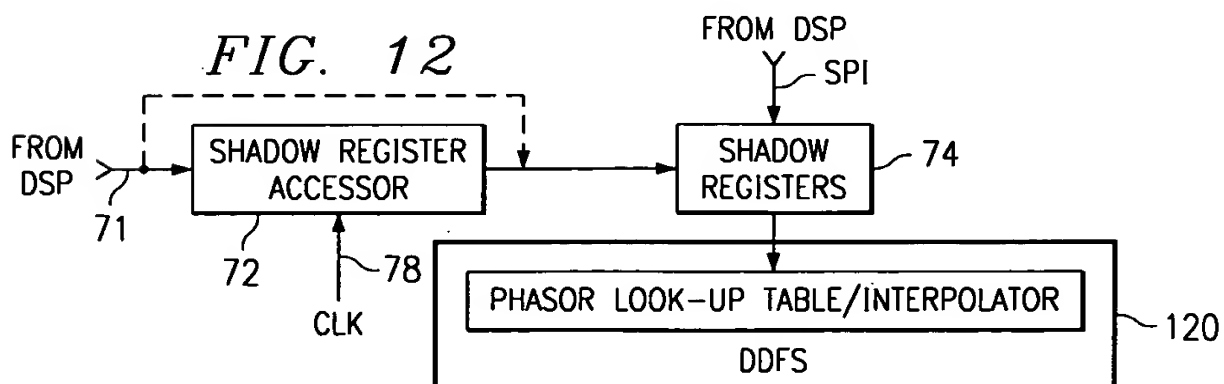 FIG. 12
FROM DSP
SPI
FROM
DSP
71
SHADOW REGISTER
ACCESSOR
72
78
CLK
SHADOW
REGISTERS
74
PHASOR LOOK-UP TABLE/INTERPOLATOR
DDFS
120